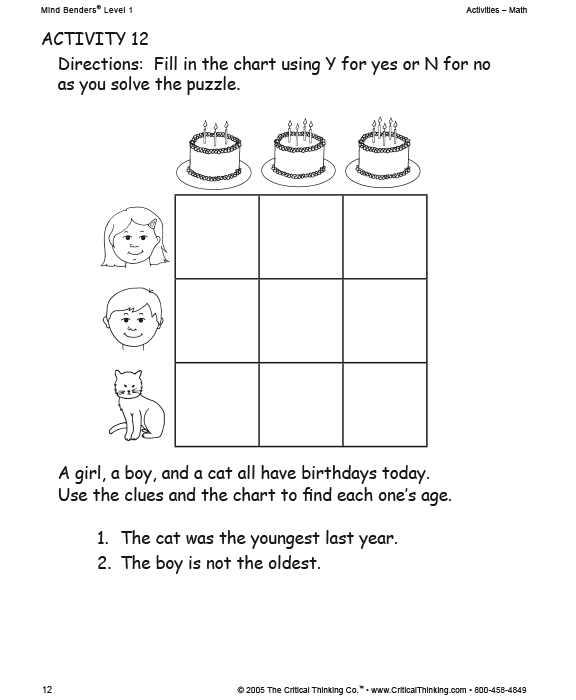 Mind Benders® Level 1
Activities – Math
ACTIVITY 12
Directions: Fill in the chart using Y for yes or N for no
as you solve the puzzle.
A girl, a boy, and a cat all have birthdays today.
Use the clues and the chart to find each one's age.
1. The cat was the youngest last year.
2. The boy is not the oldest.
12
© 2005 The Critical Thinking Co.™ • www.CriticalThinking.com • 800-458-4849